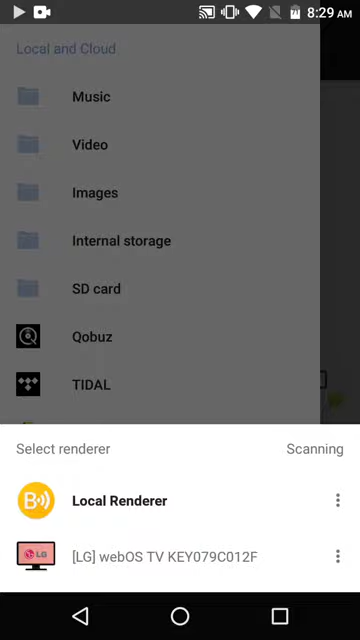 8:29 AM
Local and Cloud
Music
Video
Images
Internal storage
SD card
Qobuz
TIDAL
Select renderer
Scanning
Local Renderer
LG
[LG] webOS TV KEY079C012F